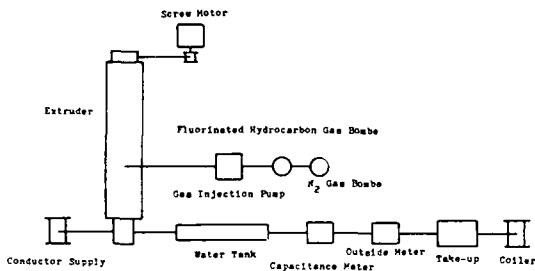 Screw Motor
Extruder
Fluorinated Hydrocarbon Gas Bombe
N2 Gas Bombe
Gas Injection Pump
Conductor Supply
Water Tank
Capacitance Meter
Outside Meter
Take-up
Coiler